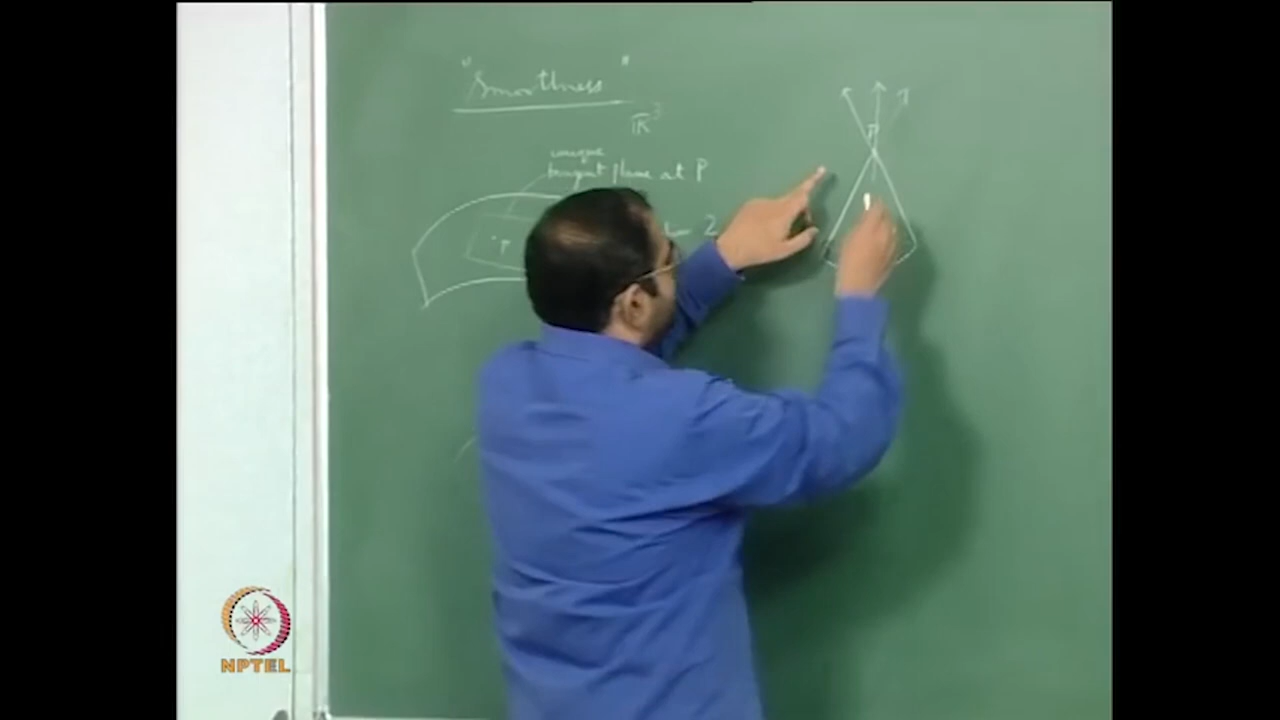 "Smoothness"
ℝ³
unique
tangent plane at P
P
2
P
NPTEL